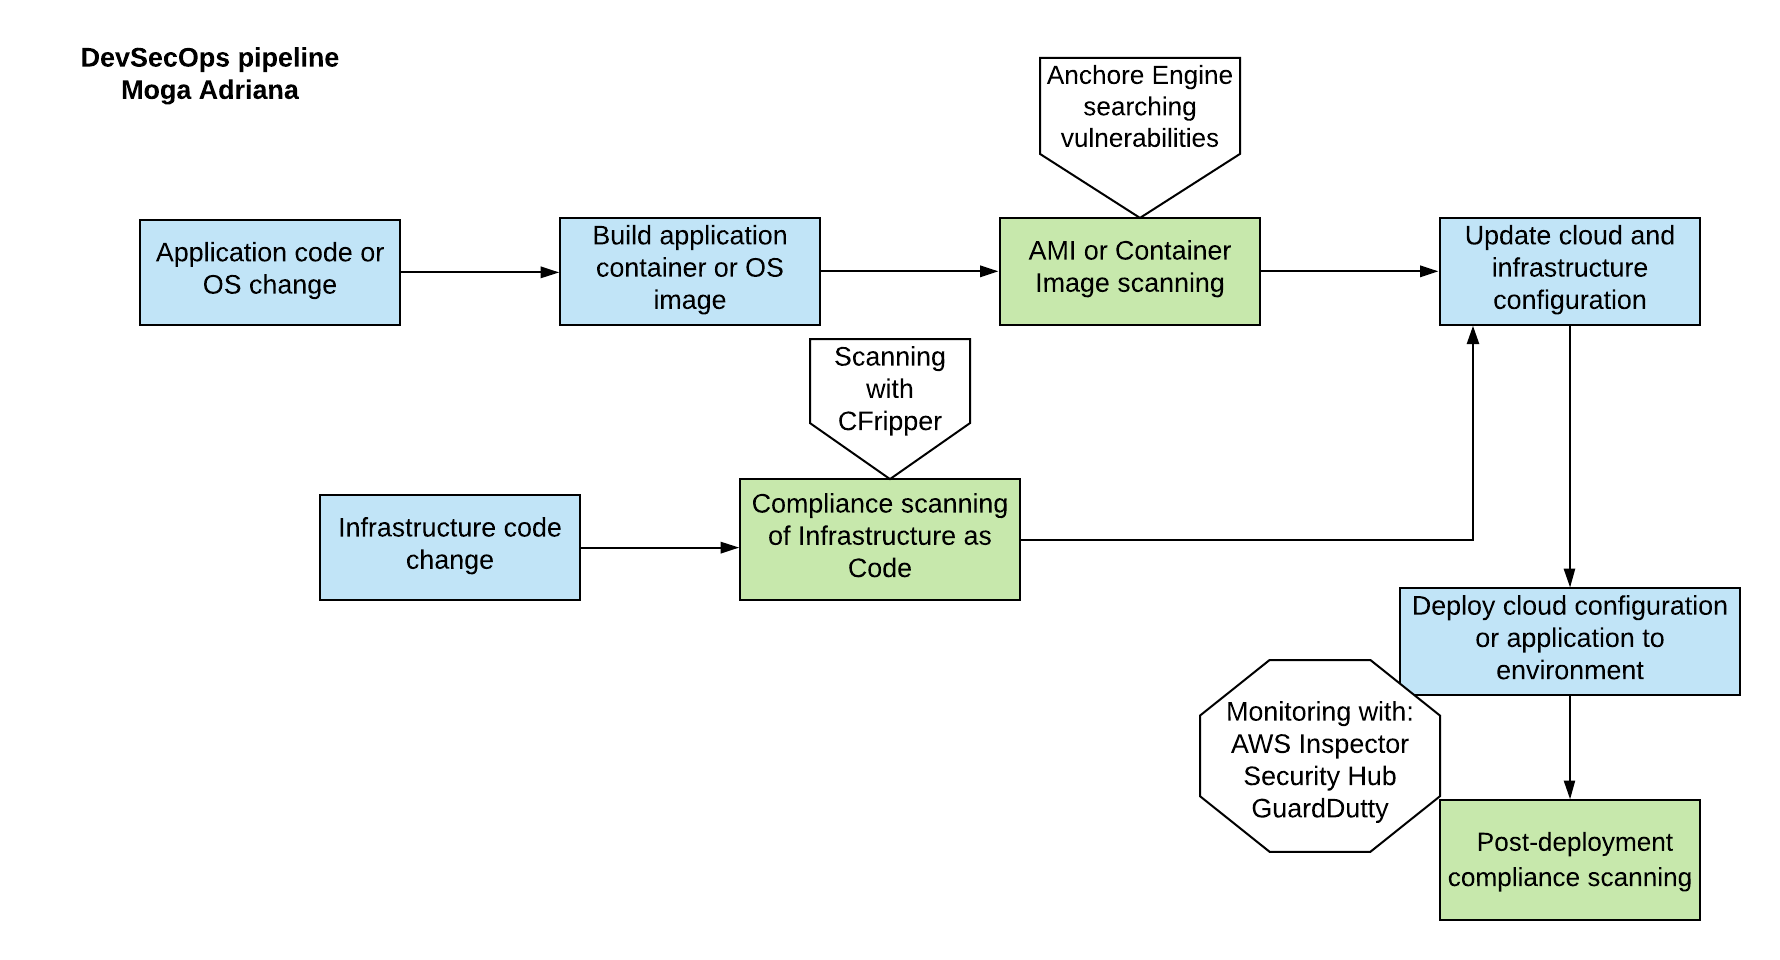 DevSecOps pipeline
Moga Adriana
Anchore Engine
searching
vulnerabilities
Application code or
OS change
Build application
container or OS
image
AMI or Container
Image scanning
Update cloud and
infrastructure
configuration
Scanning
with
CFripper
Infrastructure code
change
Compliance scanning
of Infrastructure as
Code
Deploy cloud configuration
or application to
environment
Monitoring with:
AWS Inspector
Security Hub
GuardDutty
Post-deployment
compliance scanning